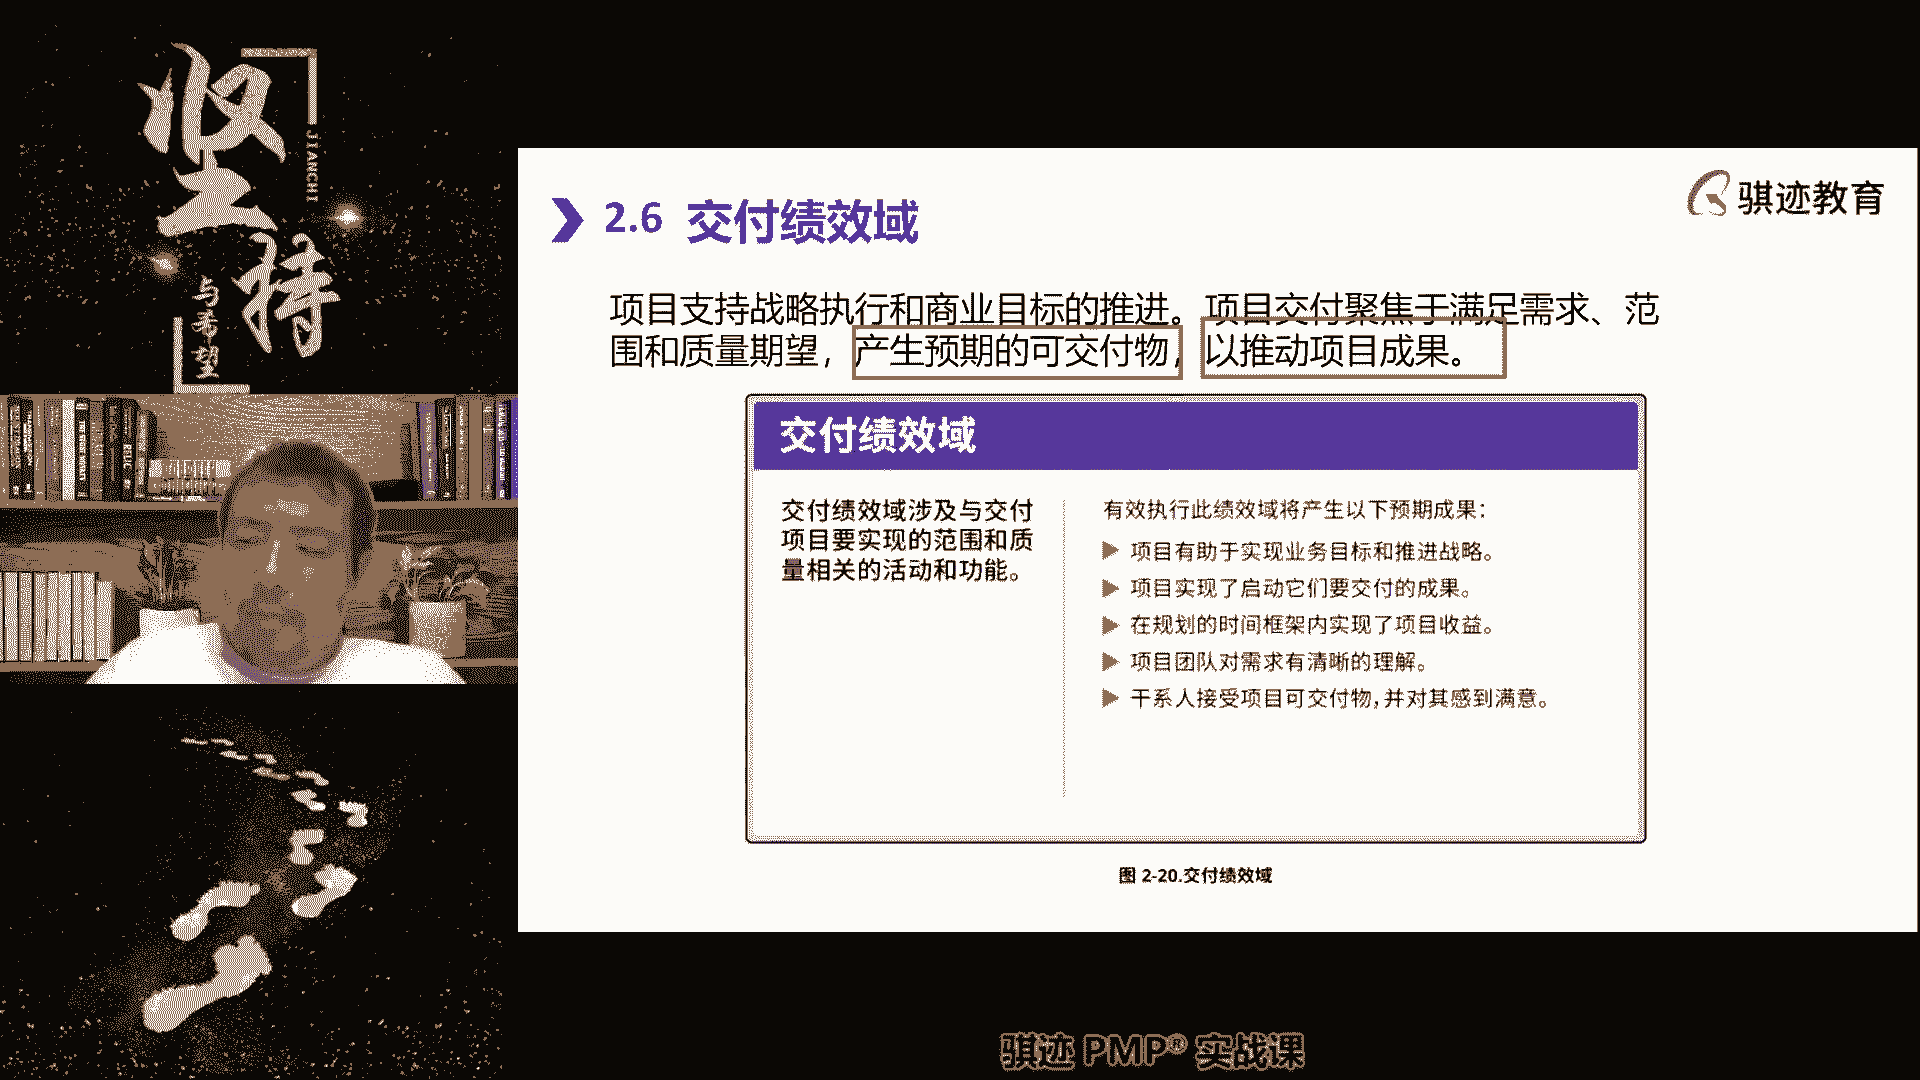 坚持
JIANCHI
与希望
骐迹教育
2.6 交付绩效域
项目支持战略执行和商业目标的推进。项目交付聚焦于满足需求、范
围和质量期望，产生预期的可交付物，以推动项目成果。
交付绩效域
交付绩效域涉及与交付
项目要实现的范围和质
量相关的活动和功能。
有效执行此绩效域将产生以下预期成果：
▶ 项目有助于实现业务目标和推进战略。
▶ 项目实现了启动它们要交付的成果。
▶ 在规划的时间框架内实现了项目收益。
▶ 项目团队对需求有清晰的理解。
▶ 干系人接受项目可交付物，并对其感到满意。
图 2-20.交付绩效域
骐迹 PMP® 实战课